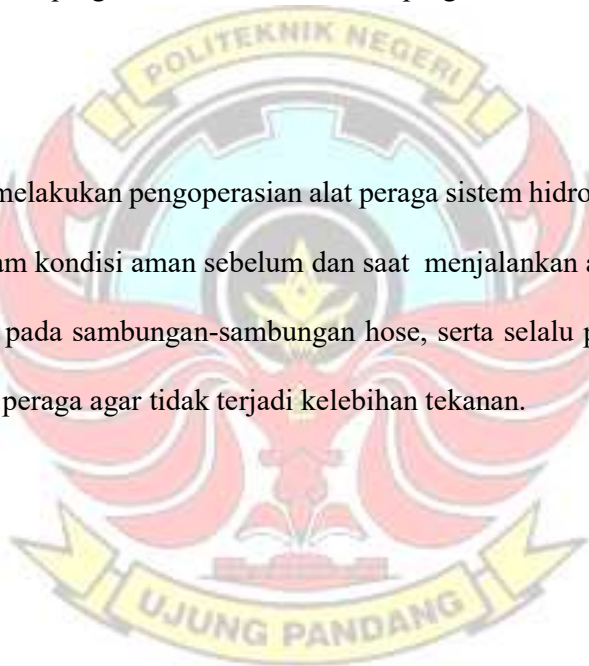 POLITEKNIK NEGERI
melakukan pengoperasian alat peraga sistem hidro
am kondisi aman sebelum dan saat menjalankan a
pada sambungan-sambungan hose, serta selalu p
peraga agar tidak terjadi kelebihan tekanan.
UJUNG PANDANG